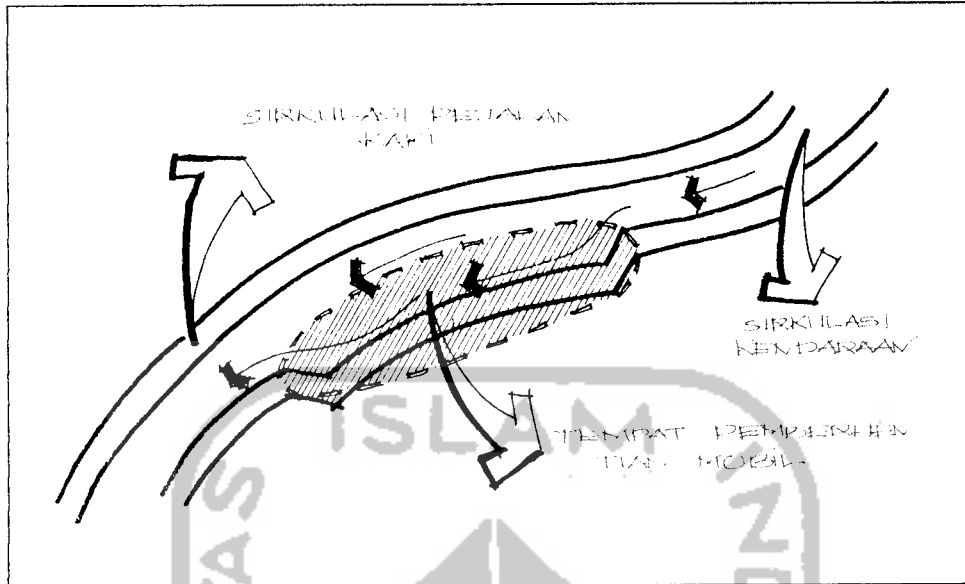 SIRKULASI PEJALAN
KAKI
SIRKULASI
KENDARAAN
TEMPAT PEMBERHEN
TIAN MOBIL
ISLAM